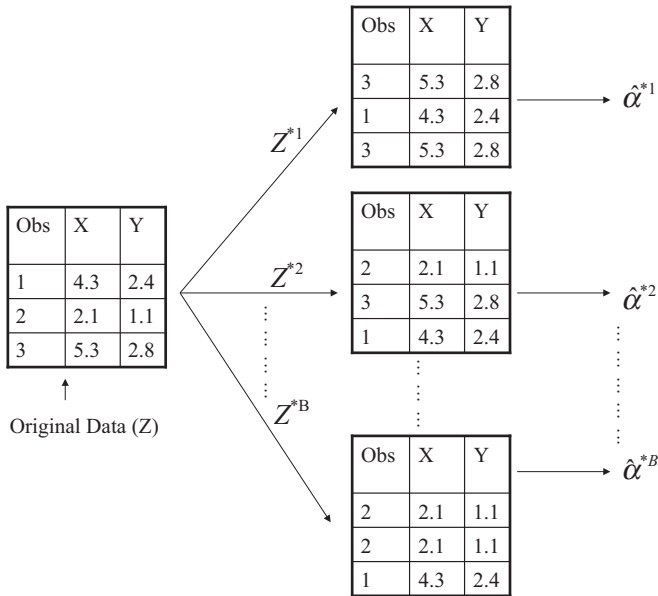 Obs X Y
3 5.3 2.8
1 4.3 2.4
3 5.3 2.8
α̂*1
Z*1
Obs X Y
1 4.3 2.4
2 2.1 1.1
3 5.3 2.8
Original Data (Z)
Z*2
Obs X Y
2 2.1 1.1
3 5.3 2.8
1 4.3 2.4
α̂*2
Z*B
Obs X Y
2 2.1 1.1
2 2.1 1.1
1 4.3 2.4
α̂*B